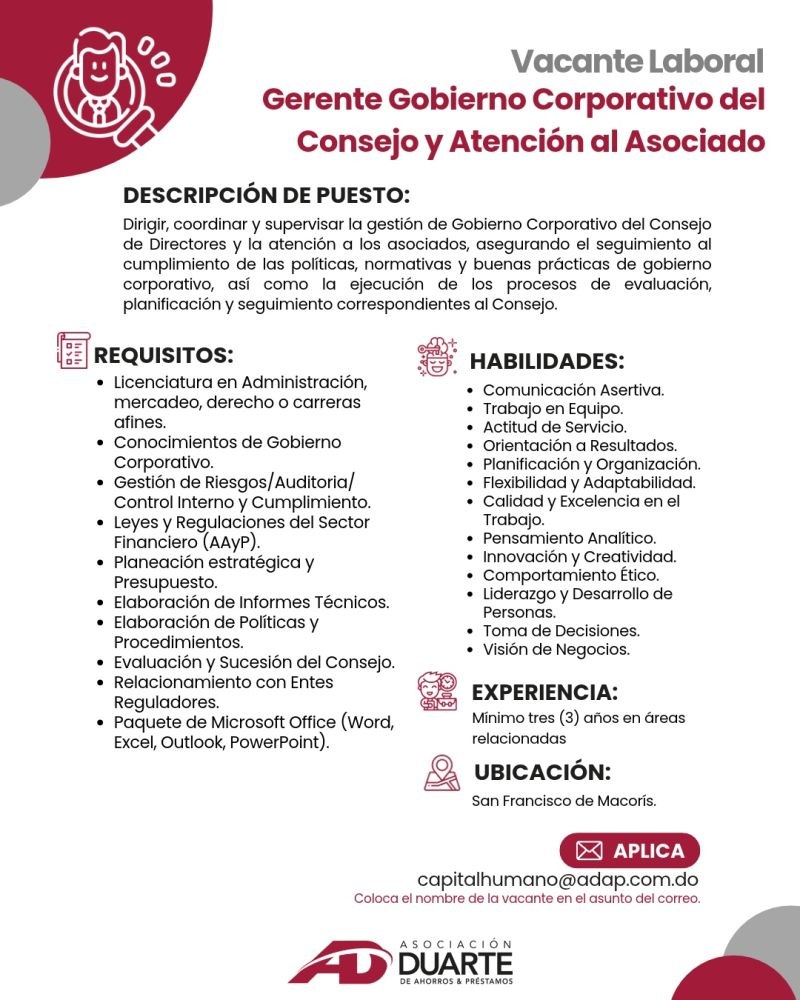 Vacante Laboral
Gerente Gobierno Corporativo del
Consejo y Atención al Asociado
DESCRIPCIÓN DE PUESTO:
Dirigir, coordinar y supervisar la gestión de Gobierno Corporativo del Consejo
de Directores y la atención a los asociados, asegurando el seguimiento al
cumplimiento de las políticas, normativas y buenas prácticas de gobierno
corporativo, así como la ejecución de los procesos de evaluación,
planificación y seguimiento correspondientes al Consejo.
REQUISITOS:
• Licenciatura en Administración,
mercadeo, derecho o carreras
afines.
• Conocimientos de Gobierno
Corporativo.
• Gestión de Riesgos/Auditoria/
Control Interno y Cumplimiento.
• Leyes y Regulaciones del Sector
Financiero (AAyP).
• Planeación estratégica y
Presupuesto.
• Elaboración de Informes Técnicos.
• Elaboración de Políticas y
Procedimientos.
• Evaluación y Sucesión del Consejo.
• Relacionamiento con Entes
Reguladores.
• Paquete de Microsoft Office (Word,
Excel, Outlook, PowerPoint).
HABILIDADES:
• Comunicación Asertiva.
• Trabajo en Equipo.
• Actitud de Servicio.
• Orientación a Resultados.
• Planificación y Organización.
• Flexibilidad y Adaptabilidad.
• Calidad y Excelencia en el
Trabajo.
• Pensamiento Analítico.
• Innovación y Creatividad.
• Comportamiento Ético.
• Liderazgo y Desarrollo de
Personas.
• Toma de Decisiones.
• Visión de Negocios.
EXPERIENCIA:
Mínimo tres (3) años en áreas
relacionadas
UBICACIÓN:
San Francisco de Macorís.
APLICA
capitalhumano@adap.com.do
Coloca el nombre de la vacante en el asunto del correo.
AD
ASOCIACIÓN
DUARTE
DE AHORROS & PRÉSTAMOS